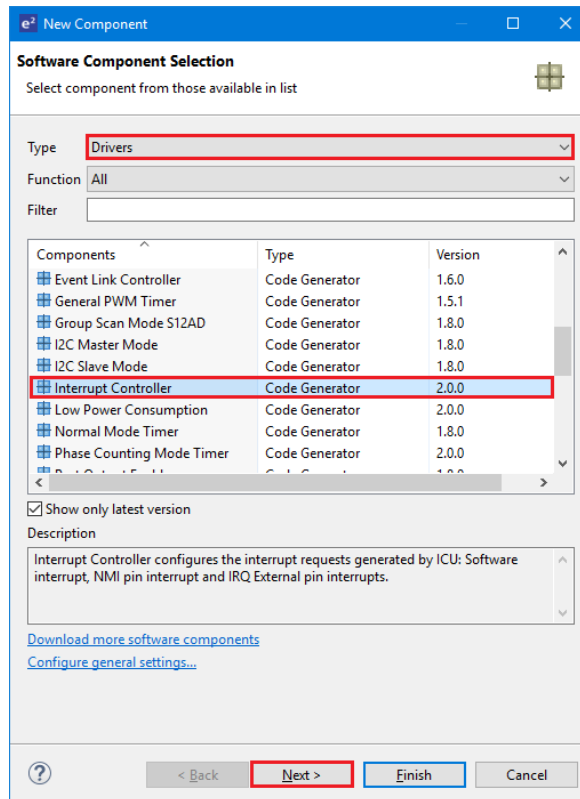 e² New Component
Software Component Selection
Select component from those available in list
Type Drivers
Function All
Filter
Components Type Version
Event Link Controller Code Generator 1.6.0
General PWM Timer Code Generator 1.5.1
Group Scan Mode S12AD Code Generator 1.8.0
I2C Master Mode Code Generator 1.8.0
I2C Slave Mode Code Generator 1.8.0
Interrupt Controller Code Generator 2.0.0
Low Power Consumption Code Generator 2.0.0
Normal Mode Timer Code Generator 1.8.0
Phase Counting Mode Timer Code Generator 2.0.0
Show only latest version
Description
Interrupt Controller configures the interrupt requests generated by ICU: Software
interrupt, NMI pin interrupt and IRQ External pin interrupts.
Download more software components
Configure general settings...
? < Back Next > Finish Cancel